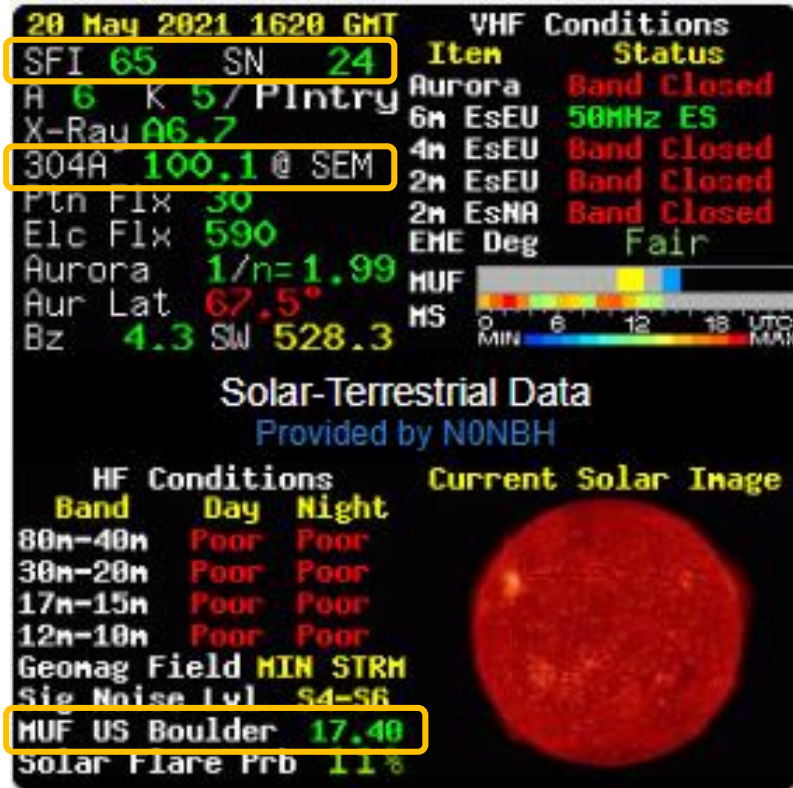 20 May 2021 1620 GMT
SFI 65 SN 24
A 6 K 5 / Plntry
X-Ray A6.7
304A 100.1 @ SEM
Ptn Flx 30
Elc Flx 590
Aurora 1/n=1.99
Aur Lat 67.5°
Bz 4.3 SW 528.3
VHF Conditions
Item Status
Aurora Band Closed
6m EsEU 50MHz ES
4m EsEU Band Closed
2m EsEU Band Closed
2m EsNA Band Closed
EME Deg Fair
MUF
MS
0 6 12 18 UTC
MIN MAX
Solar-Terrestrial Data
Provided by N0NBH
HF Conditions
Band Day Night
80m-40m Poor Poor
30m-20m Poor Poor
17m-15m Poor Poor
12m-10m Poor Poor
Geomag Field MIN STRM
Sig Noise Lvl S4-S6
MUF US Boulder 17.40
Solar Flare Prb 11%
Current Solar Image